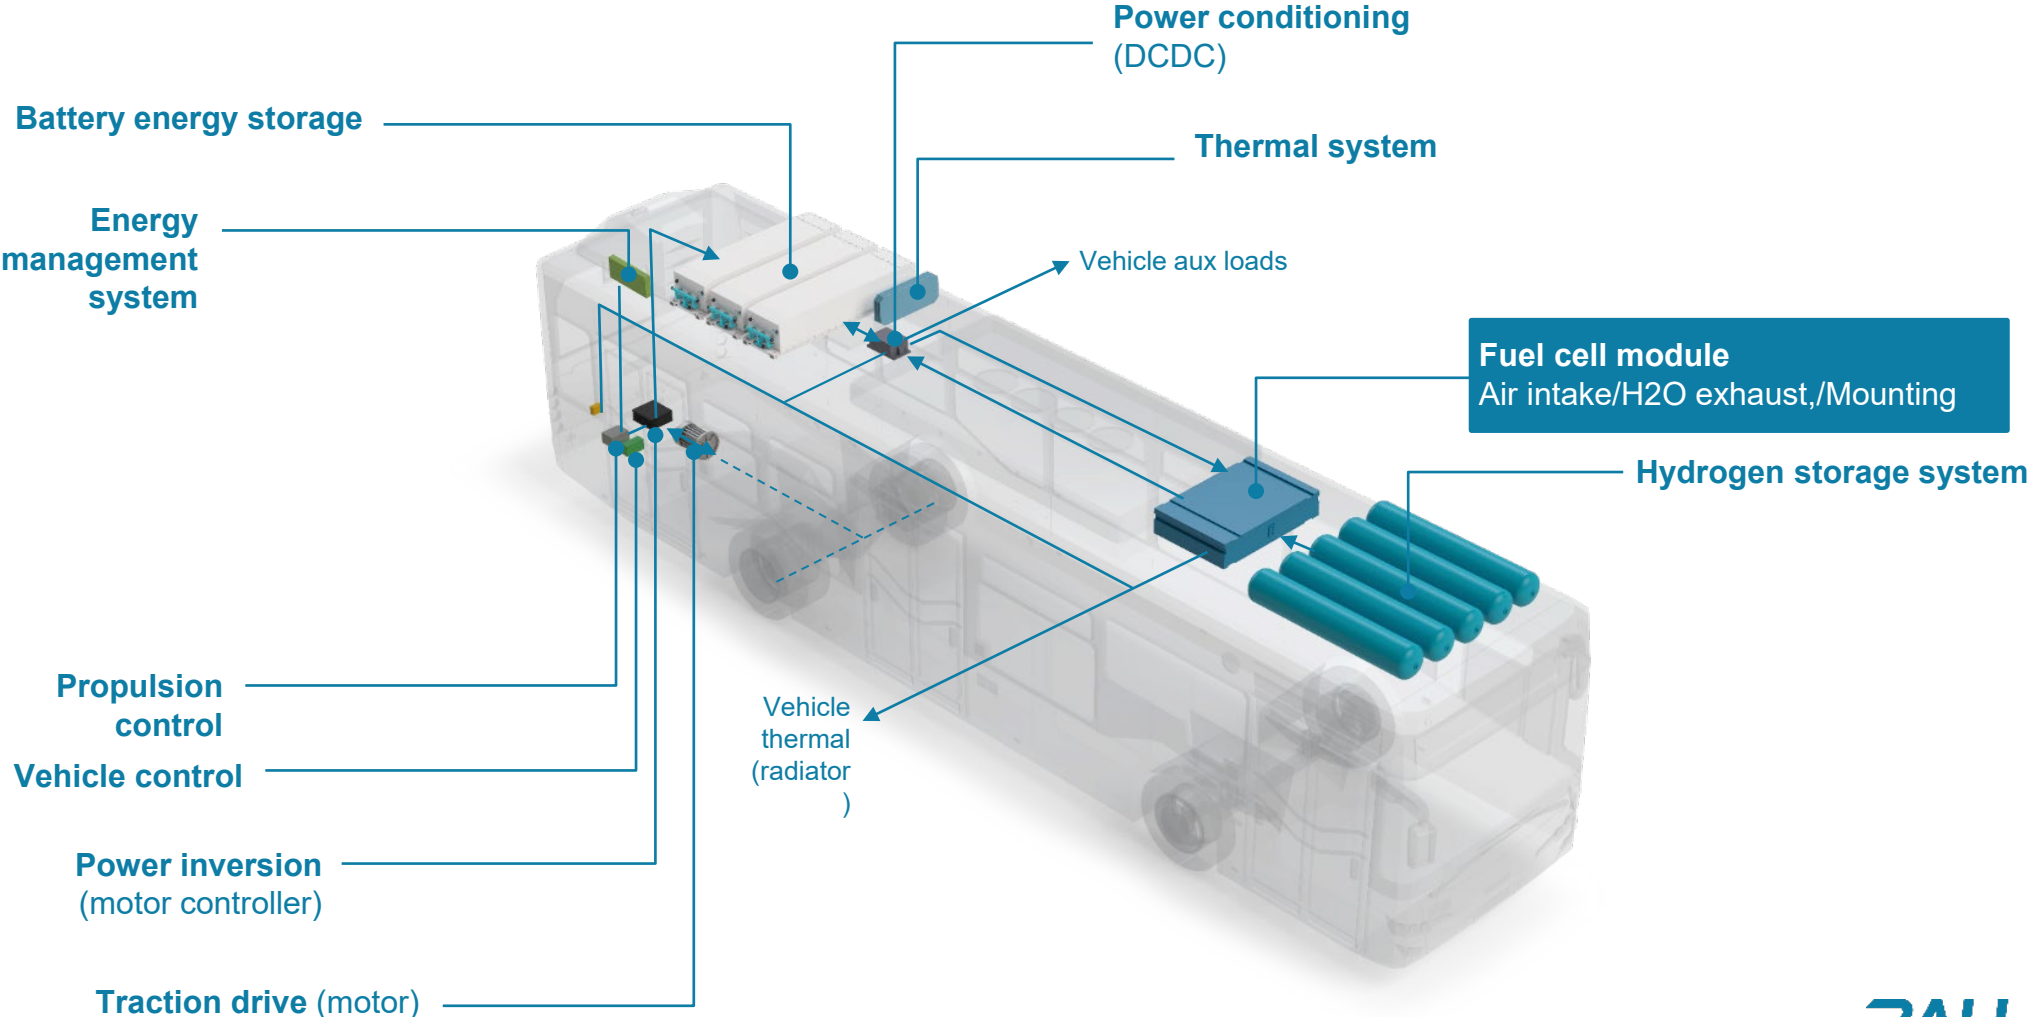 Power conditioning
(DCDC)
Battery energy storage
Thermal system
Energy
management
system
Vehicle aux loads
Fuel cell module
Air intake/H2O exhaust,/Mounting
Hydrogen storage system
Propulsion
control
Vehicle
thermal
(radiator
)
Vehicle control
Power inversion
(motor controller)
Traction drive (motor)